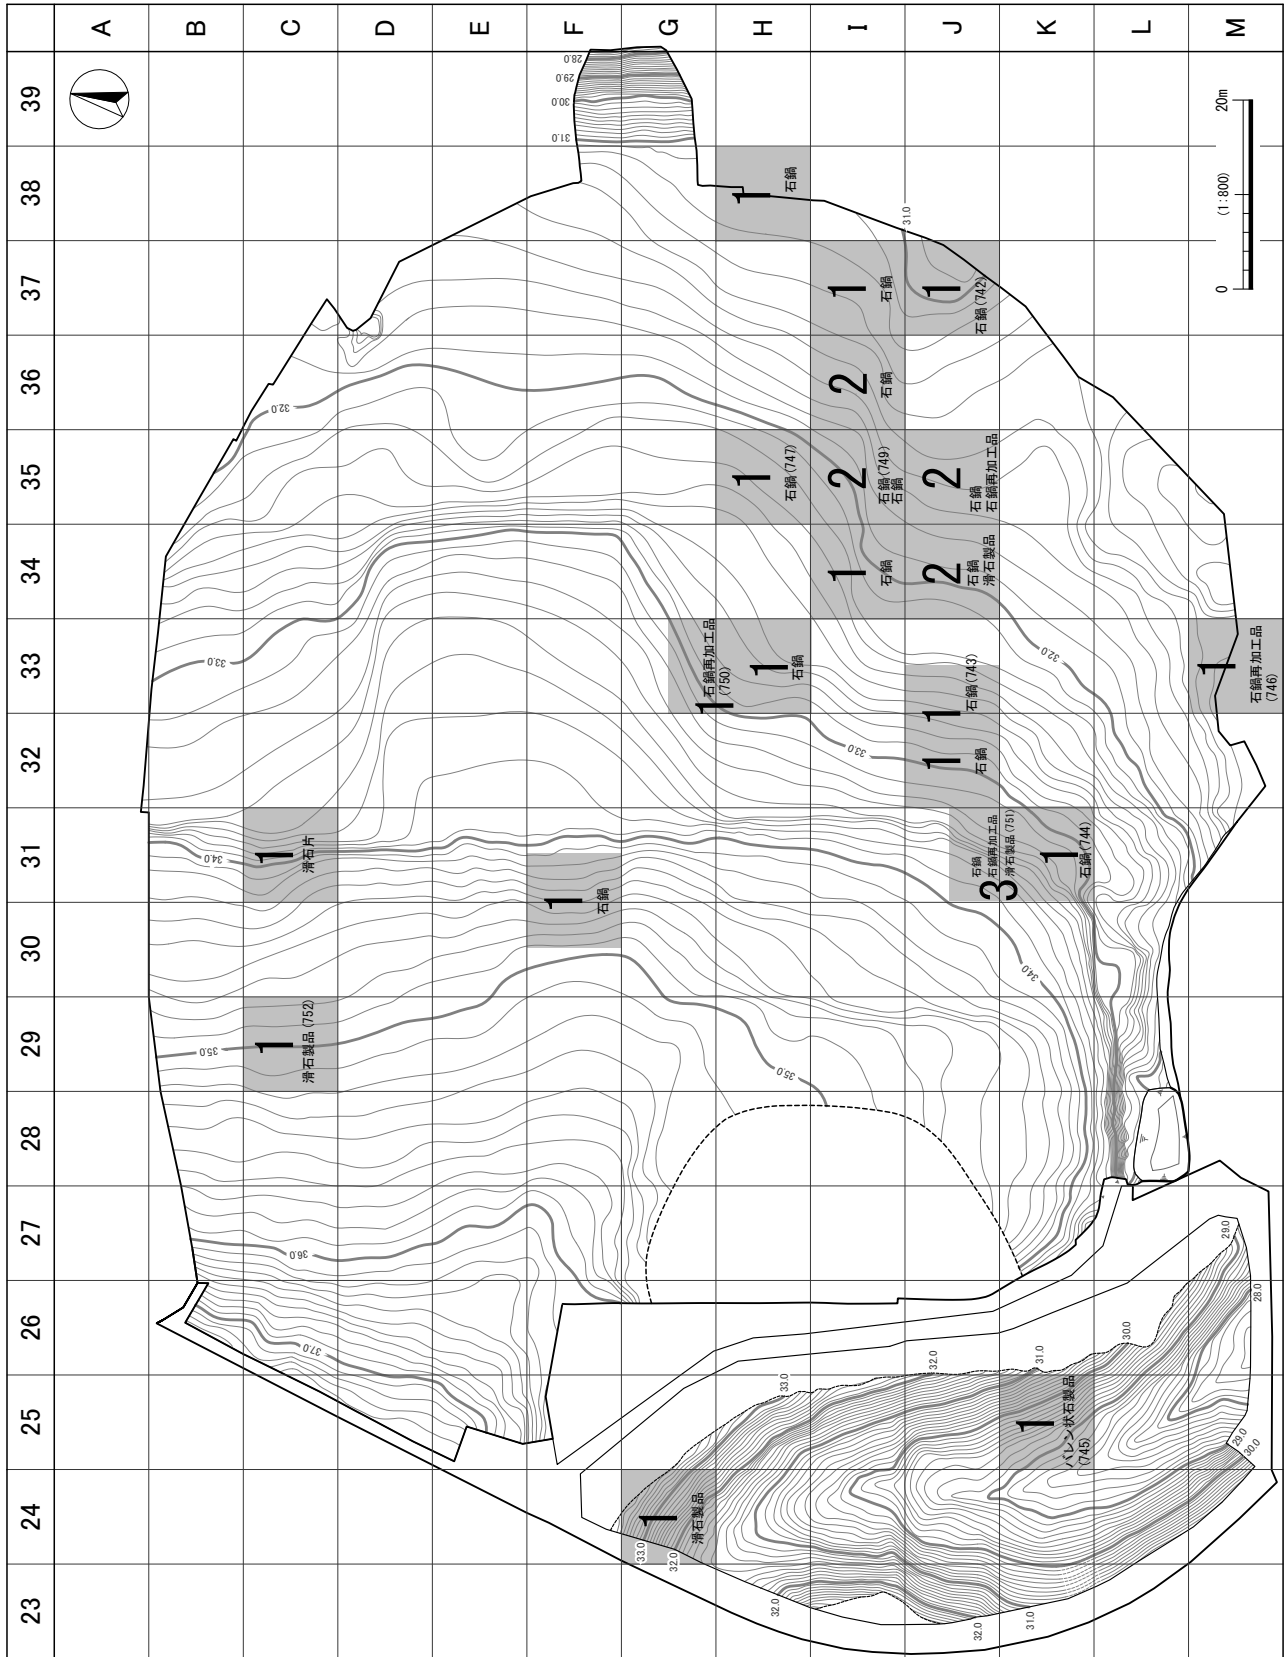 A
B
C
D
E
F
G
H
I
J
K
L
M
39
38
37
36
35
34
33
32
31
30
29
28
27
26
25
24
23
28.0
29.0
30.0
31.0
0
(1:800)
20m
1
石鍋
31.0
1
石鍋
1
石鍋(742)
2
石鍋
32.0
1
石鍋(747)
2
石鍋(749)
石鍋
2
石鍋
石鍋再加工品
1
石鍋
2
石鍋
滑石製品
33.0
1
石鍋再加工品
(750)
1
石鍋
1
石鍋(743)
32.0
1
石鍋再加工品
(746)
33.0
1
石鍋
34.0
1
滑石片
1
石鍋
3
石鍋
石鍋再加工品
滑石製品(751)
1
石鍋(744)
34.0
35.0
1
滑石製品(752)
35.0
36.0
37.0
29.0
28.0
30.0
31.0
32.0
33.0
1
バレン状石製品
(745)
29.0
30.0
1
滑石製品
33.0
32.0
32.0
32.0
31.0